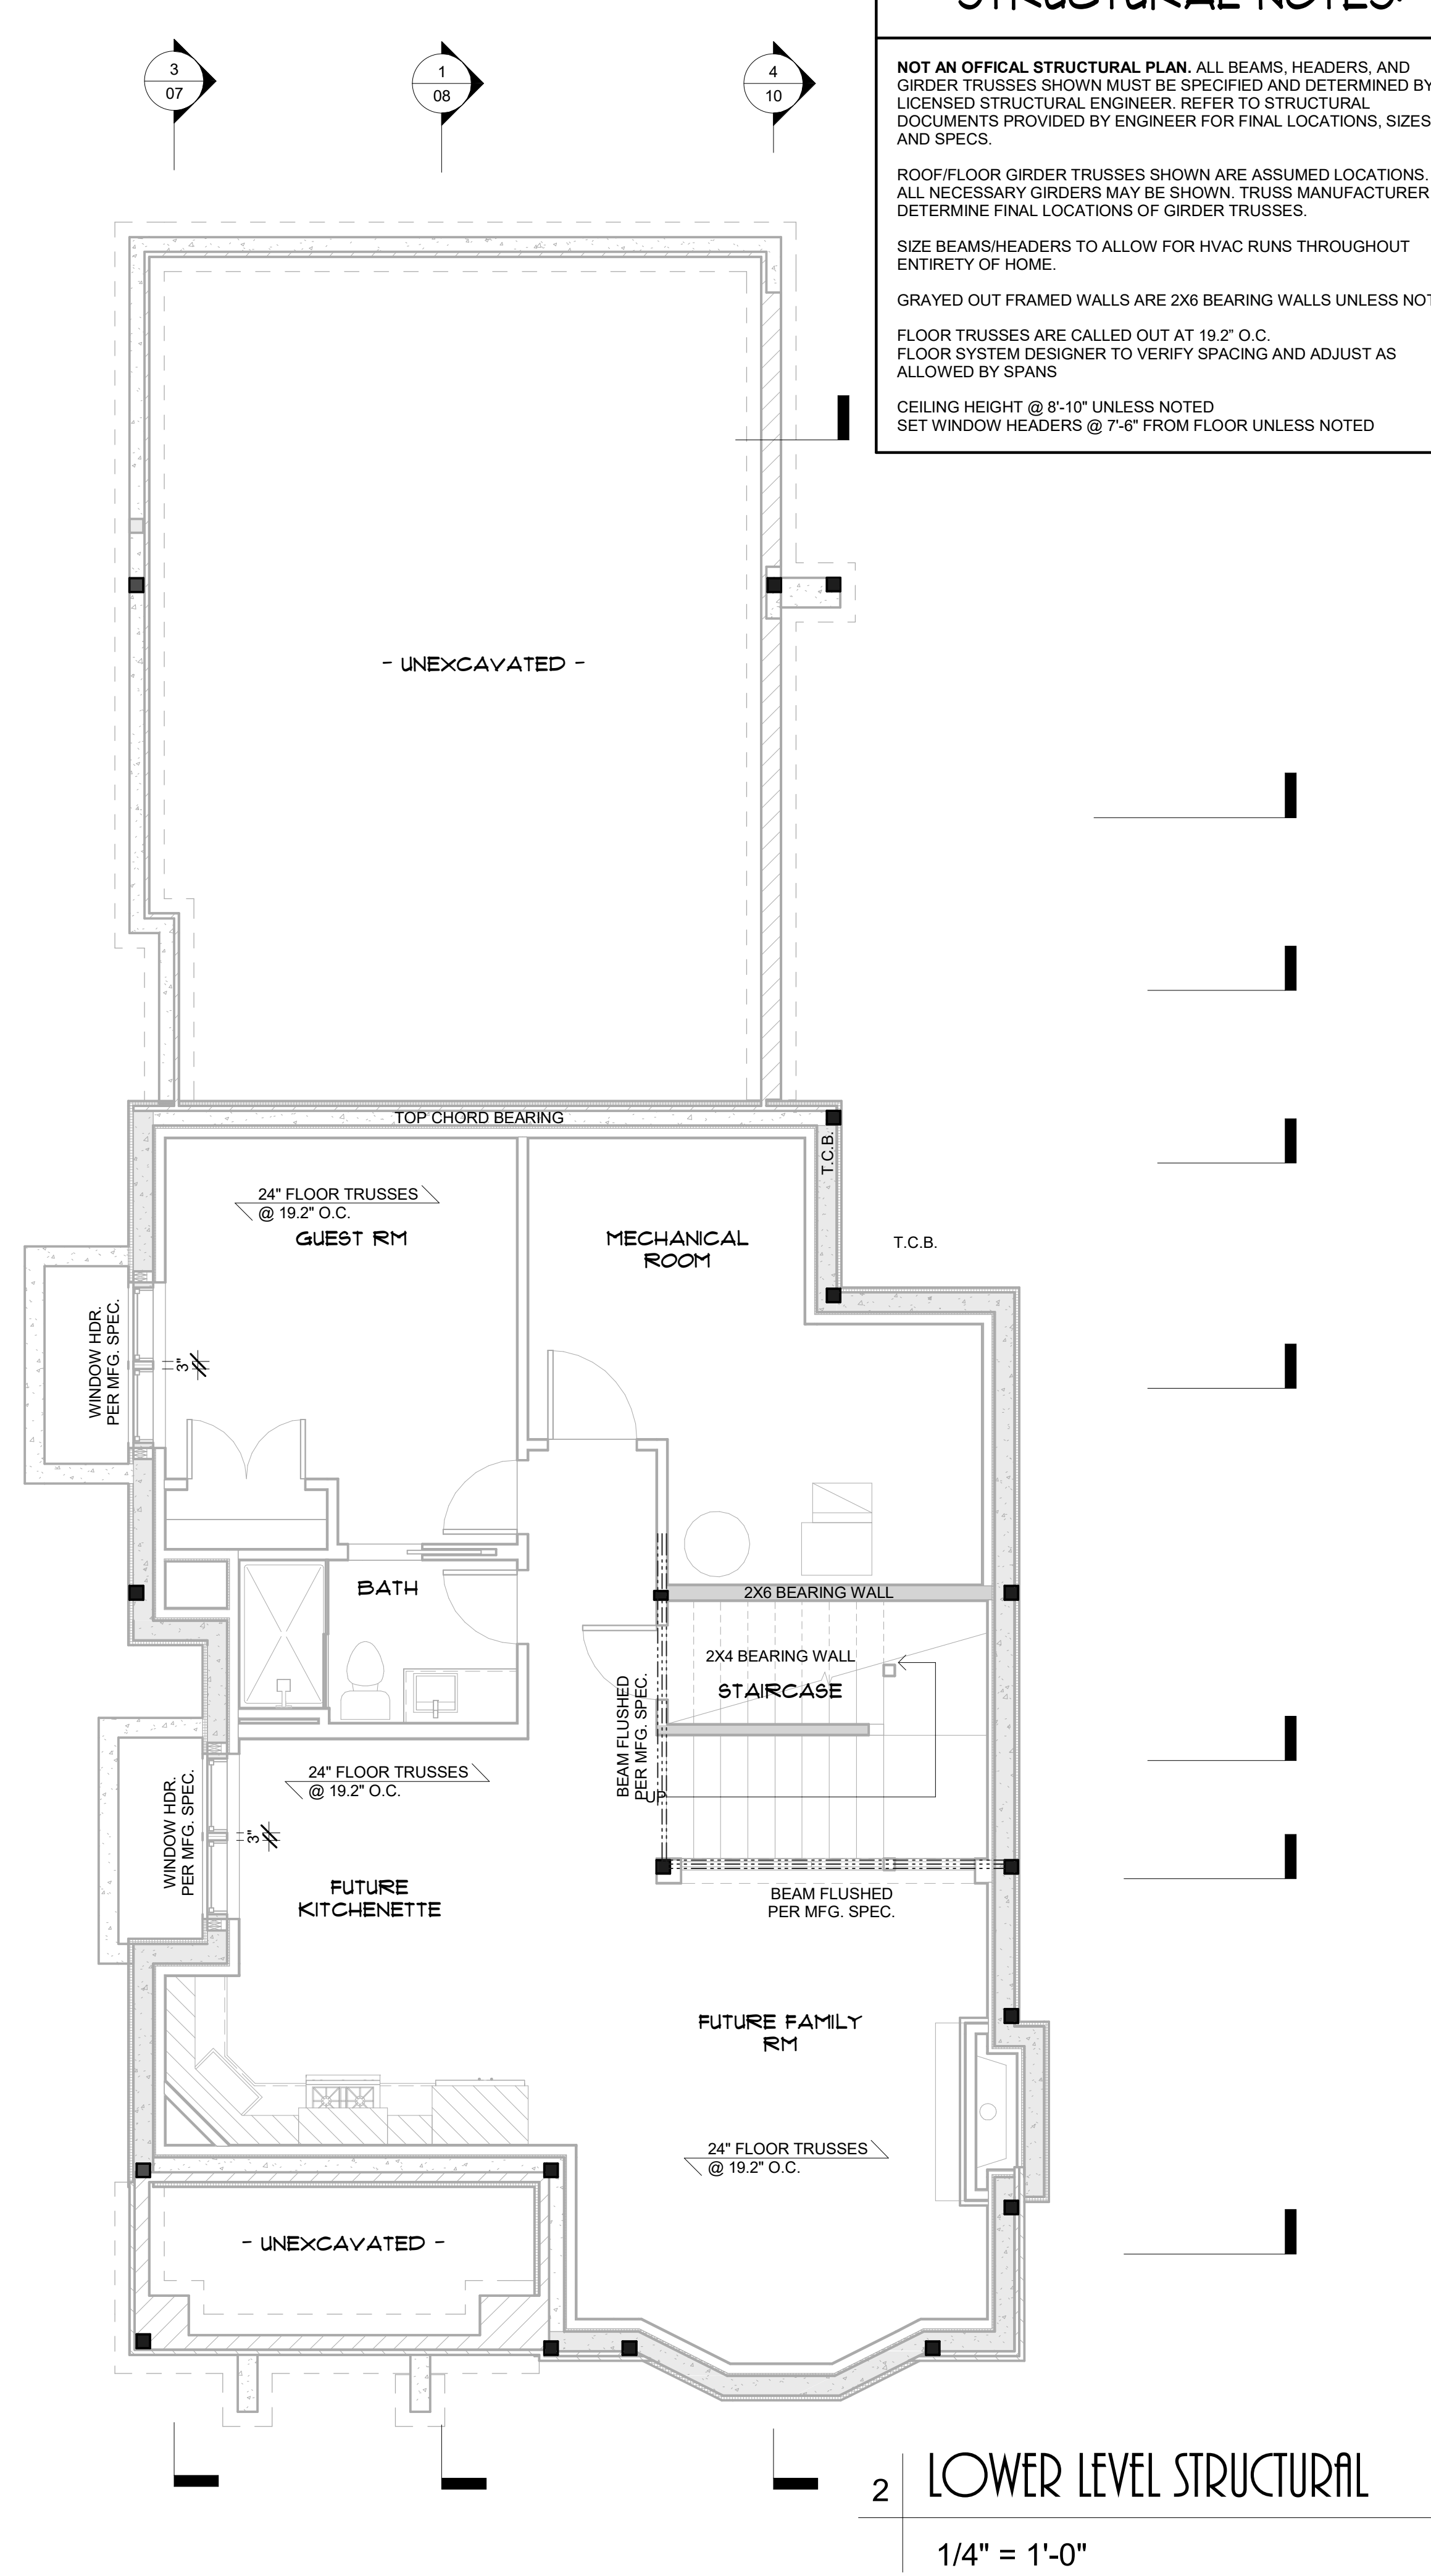 STRUCTURAL NOTES:
3
07
1
08
4
10
NOT AN OFFICAL STRUCTURAL PLAN. ALL BEAMS, HEADERS, AND
GIRDER TRUSSES SHOWN MUST BE SPECIFIED AND DETERMINED BY
LICENSED STRUCTURAL ENGINEER. REFER TO STRUCTURAL
DOCUMENTS PROVIDED BY ENGINEER FOR FINAL LOCATIONS, SIZES
AND SPECS.
ROOF/FLOOR GIRDER TRUSSES SHOWN ARE ASSUMED LOCATIONS.
ALL NECESSARY GIRDERS MAY BE SHOWN. TRUSS MANUFACTURER
DETERMINE FINAL LOCATIONS OF GIRDER TRUSSES.
SIZE BEAMS/HEADERS TO ALLOW FOR HVAC RUNS THROUGHOUT
ENTIRETY OF HOME.
GRAYED OUT FRAMED WALLS ARE 2X6 BEARING WALLS UNLESS
FLOOR TRUSSES ARE CALLED OUT AT 19.2" O.C.
FLOOR SYSTEM DESIGNER TO VERIFY SPACING AND ADJUST AS
ALLOWED BY SPANS
CEILING HEIGHT @ 8'-10" UNLESS NOTED
SET WINDOW HEADERS @ 7'-6" FROM FLOOR UNLESS NOTED
- UNEXCAVATED -
TOP CHORD BEARING
T.C.B.
24" FLOOR TRUSSES
@ 19.2" O.C.
GUEST RM
MECHANICAL
ROOM
T.C.B.
WINDOW HDR.
PER MFG. SPEC.
3"
BATH
2X6 BEARING WALL
2X4 BEARING WALL
STAIRCASE
BEAM FLUSHED
PER MFG. SPEC.
UP
24" FLOOR TRUSSES
@ 19.2" O.C.
WINDOW HDR.
PER MFG. SPEC.
3"
FUTURE
KITCHENETTE
BEAM FLUSHED
PER MFG. SPEC.
FUTURE FAMILY
RM
24" FLOOR TRUSSES
@ 19.2" O.C.
- UNEXCAVATED -
2
LOWER LEVEL STRUCTURAL
1/4" = 1'-0"